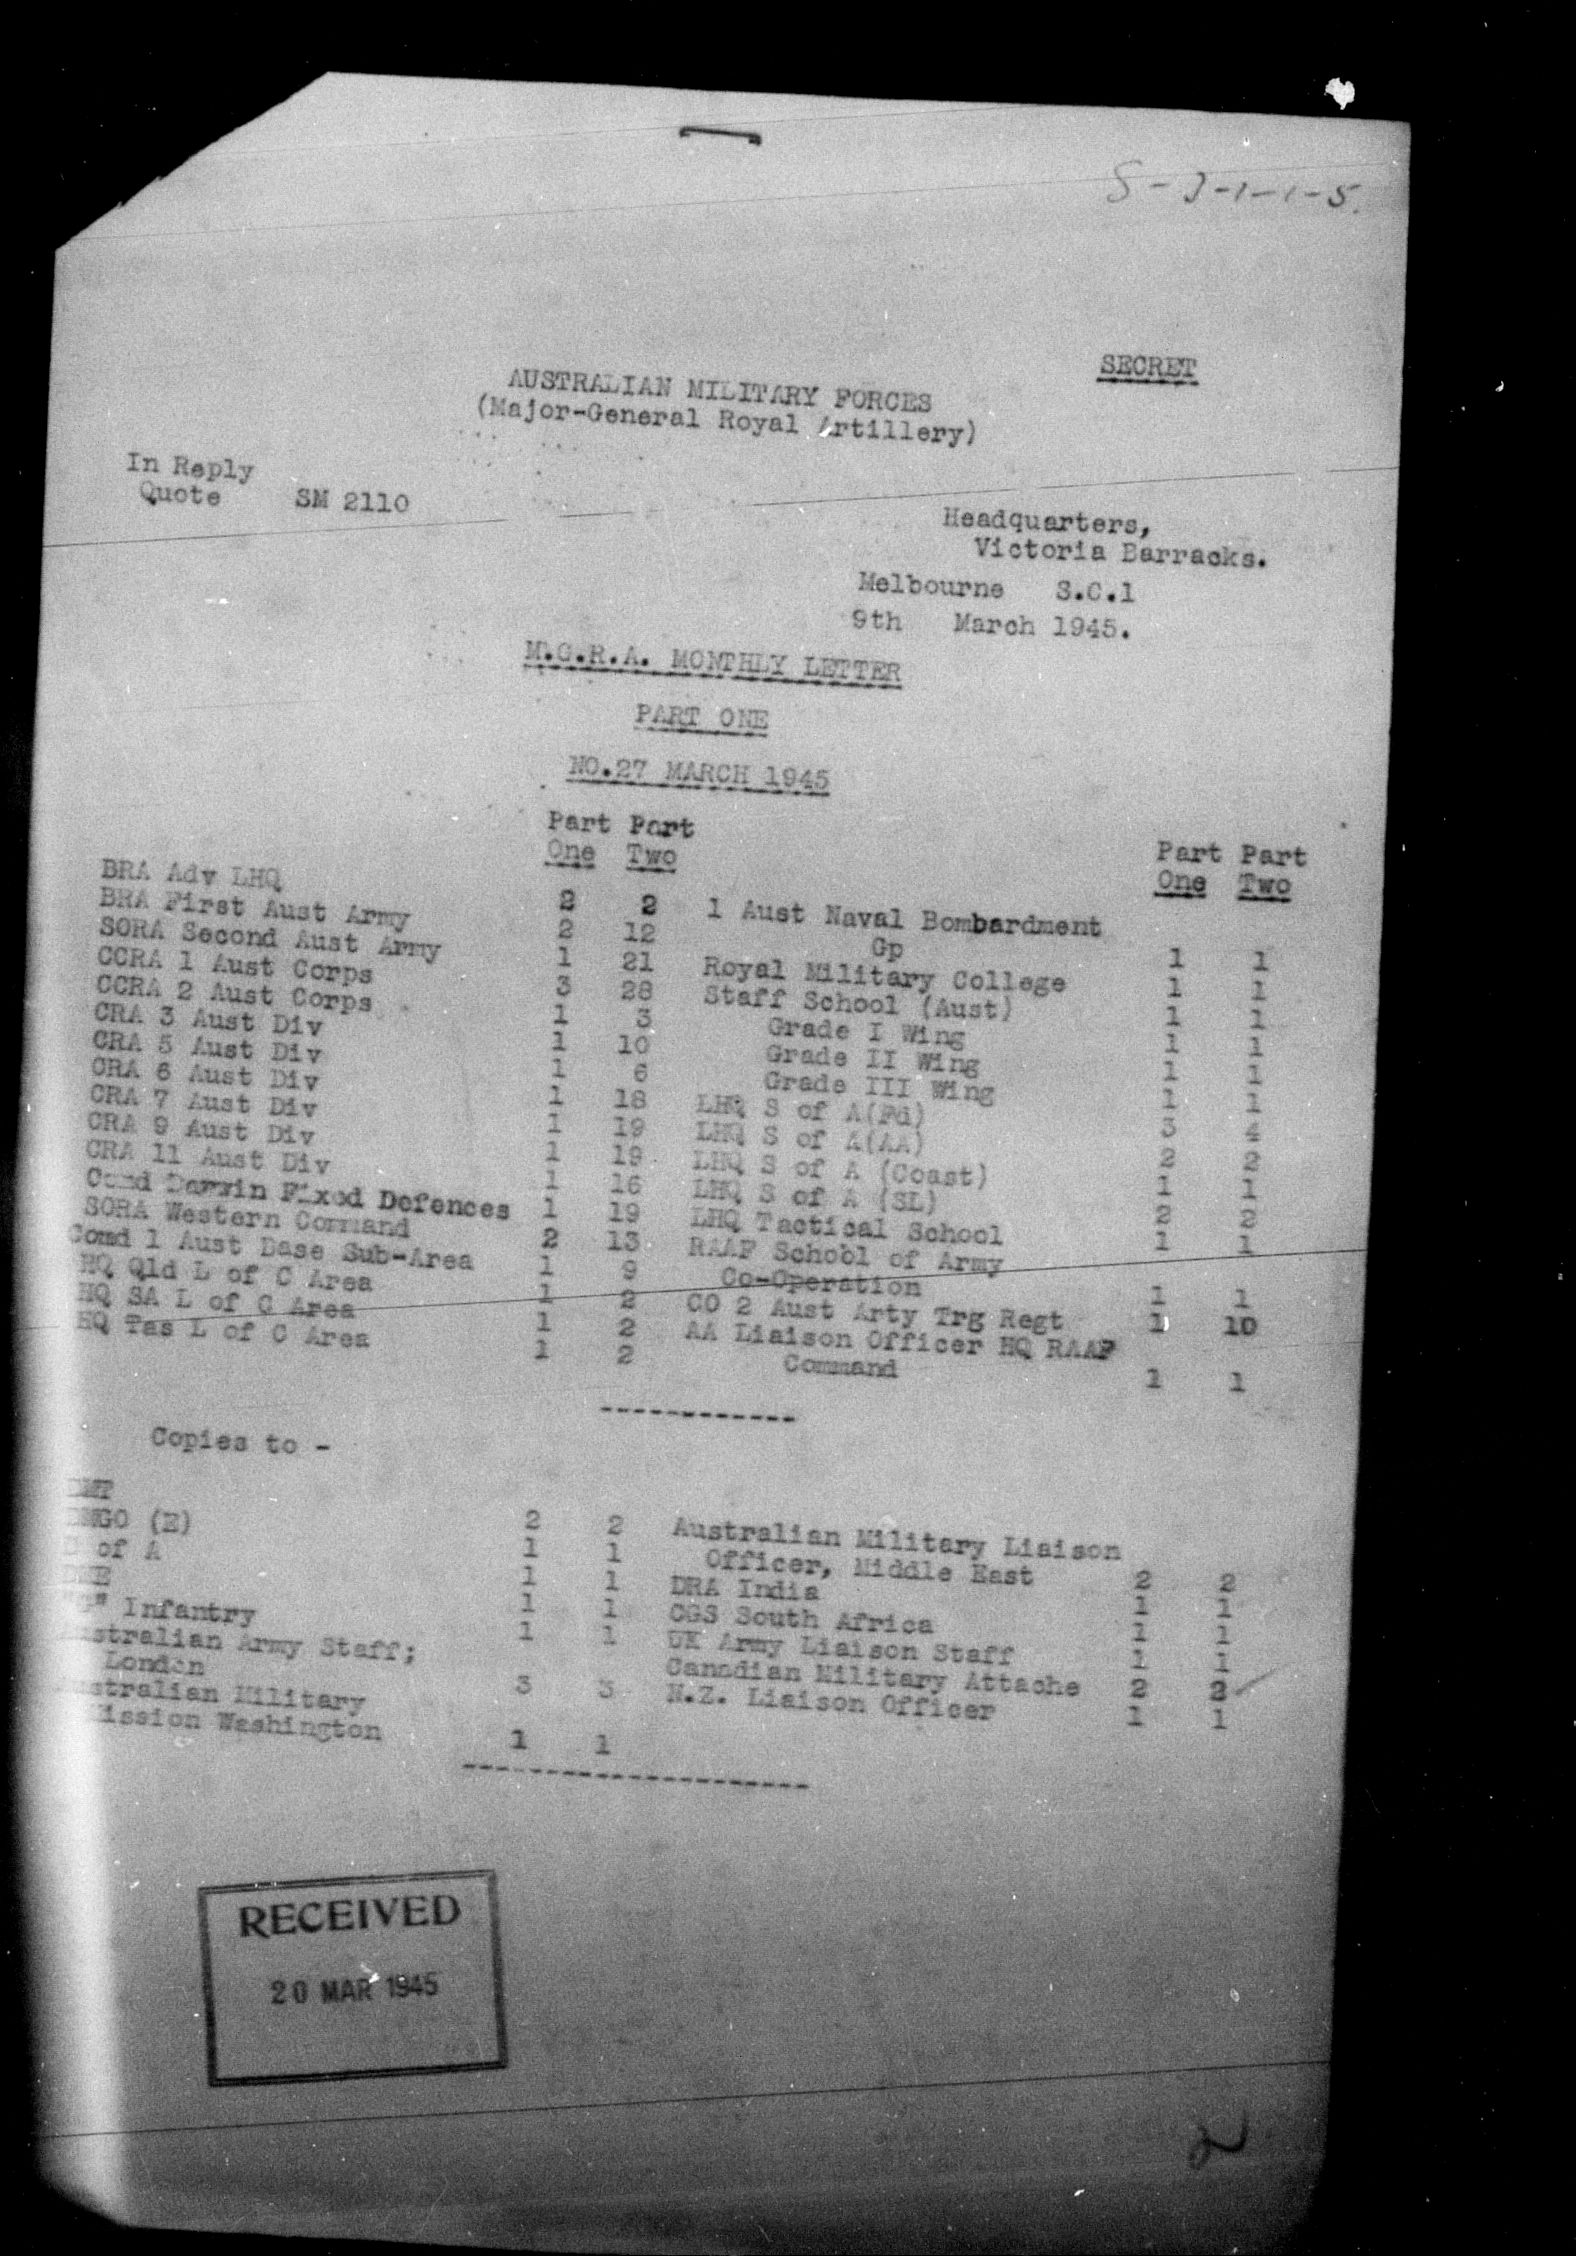 S-J-1-1-5.
SECRET
AUSTRALIAN MILITARY FORCES
(Major-General Royal Artillery)
In Reply
Quote SM 2110
Headquarters,
Victoria Barracks.
Melbourne S.C.1
9th March 1945.
M.G.R.A. MONTHLY LETTER
PART ONE
NO.27 MARCH 1945
Part Part Part Part
One Two One Two
BRA Adv LHQ 2 2 1 Aust Naval Bombardment
BRA First Aust Army 2 12 Gp 1 1
SORA Second Aust Army 1 21 Royal Military College 1 1
CCRA 1 Aust Corps 3 28 Staff School (Aust) 1 1
CCRA 2 Aust Corps 1 3 Grade I Wing 1 1
CRA 3 Aust Div 1 10 Grade II Wing 1 1
CRA 5 Aust Div 1 6 Grade III Wing 1 1
CRA 6 Aust Div 1 18 LHQ S of A(Fd) 3 4
CRA 7 Aust Div 1 19 LHQ S of A(AA) 2 2
CRA 9 Aust Div 1 19 LHQ S of A (Coast) 1 1
CRA 11 Aust Div 1 16 LHQ S of A (SL) 2 2
Comd Darwin Fixed Defences 1 19 LHQ Tactical School 1 1
SORA Western Command 2 13 RAAF School of Army
Comd 1 Aust Base Sub-Area 1 9 Co-Operation 1 1
HQ Qld L of C Area 1 2 CO 2 Aust Arty Trg Regt 1 10
HQ SA L of C Area 1 2 AA Liaison Officer HQ RAAF
HQ Tas L of C Area 1 2 Command 1 1
------------
Copies to -
DMT 2 2 Australian Military Liaison
DMGO (E) 1 1 Officer, Middle East 2 2
D of A 1 1 DRA India 1 1
DME 1 1 CGS South Africa 1 1
"G" Infantry 1 1 UK Army Liaison Staff 1 1
Australian Army Staff; Canadian Military Attache 2 2
London 3 3 N.Z. Liaison Officer 1 1
Australian Military
Mission Washington 1 1
---------------------
RECEIVED
20 MAR 1945
2